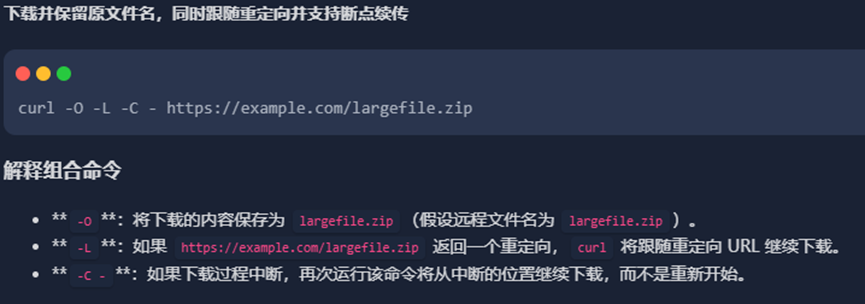 下载并保留原文件名，同时跟随重定向并支持断点续传
curl -O -L -C - https://example.com/largefile.zip
解释组合命令
• ** -O **：将下载的内容保存为 largefile.zip （假设远程文件名为 largefile.zip ）。
• ** -L **：如果 https://example.com/largefile.zip 返回一个重定向， curl 将跟随重定向 URL 继续下载。
• ** -C - **：如果下载过程中断，再次运行该命令将从中断的位置继续下载，而不是重新开始。